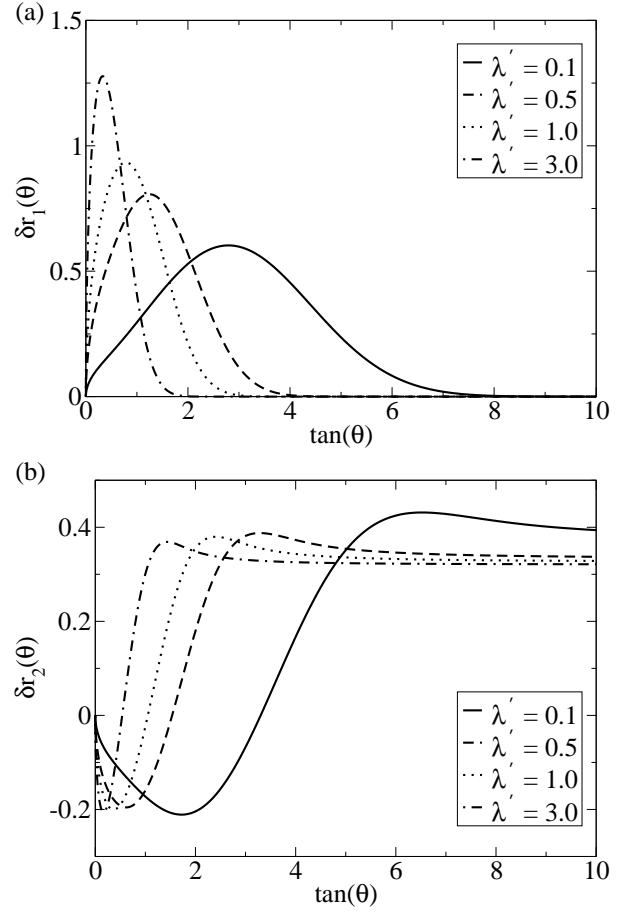 (a)
1.5
1
0.5
0
δr₁(θ)
λ′ = 0.1
λ′ = 0.5
λ′ = 1.0
λ′ = 3.0
0 2 4 6 8 10
tan(θ)
(b)
0.4
0.2
0
-0.2
δr₂(θ)
λ′ = 0.1
λ′ = 0.5
λ′ = 1.0
λ′ = 3.0
0 2 4 6 8 10
tan(θ)